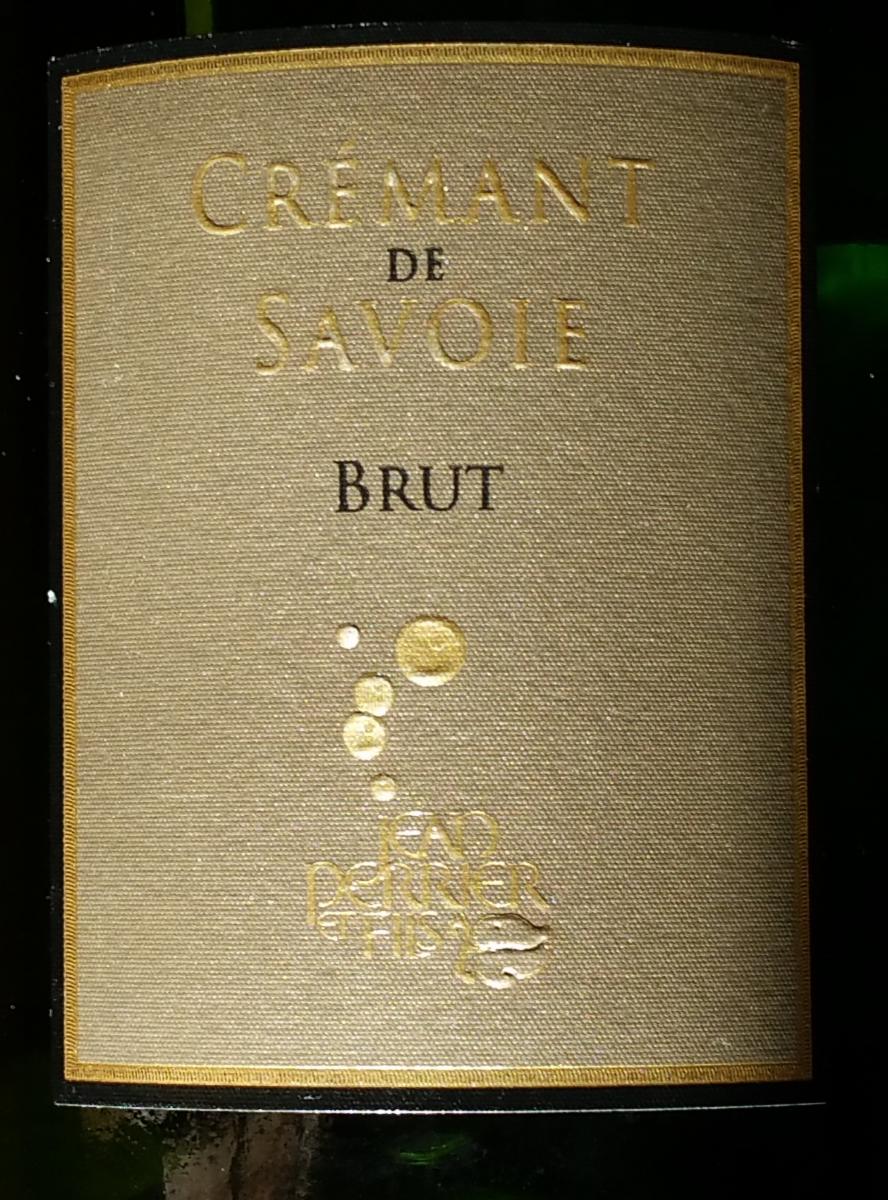 CRÉMANT
DE
SAVOIE
BRUT
JEAN
PERRIER
ET FILS